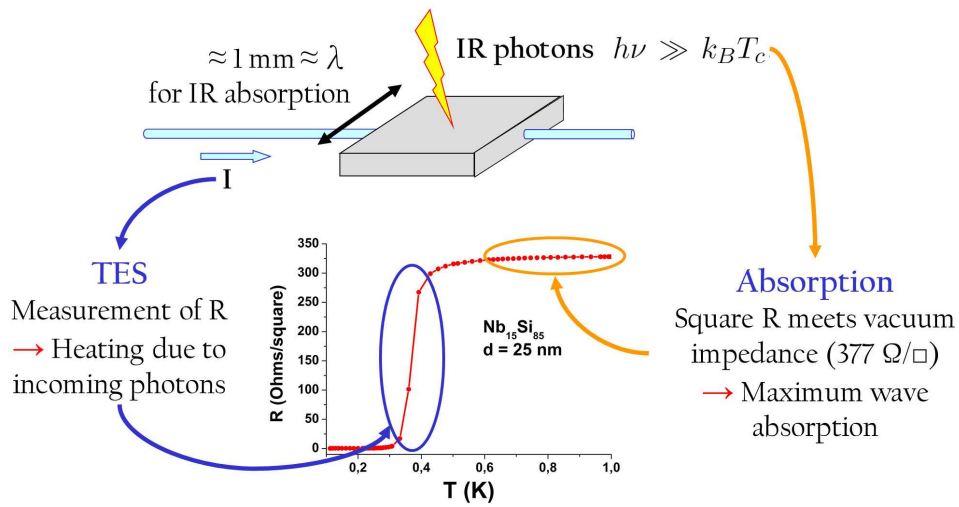 ≈ 1 mm ≈ λ
for IR absorption
IR photons hν ≫ k_BT_c
I
TES
Measurement of R
→ Heating due to
incoming photons
R (Ohms/square)
350
300
250
200
150
100
50
0
Nb₁₅Si₈₅
d = 25 nm
0,2 0,4 0,6 0,8 1,0
T (K)
Absorption
Square R meets vacuum
impedance (377 Ω/□)
→ Maximum wave
absorption